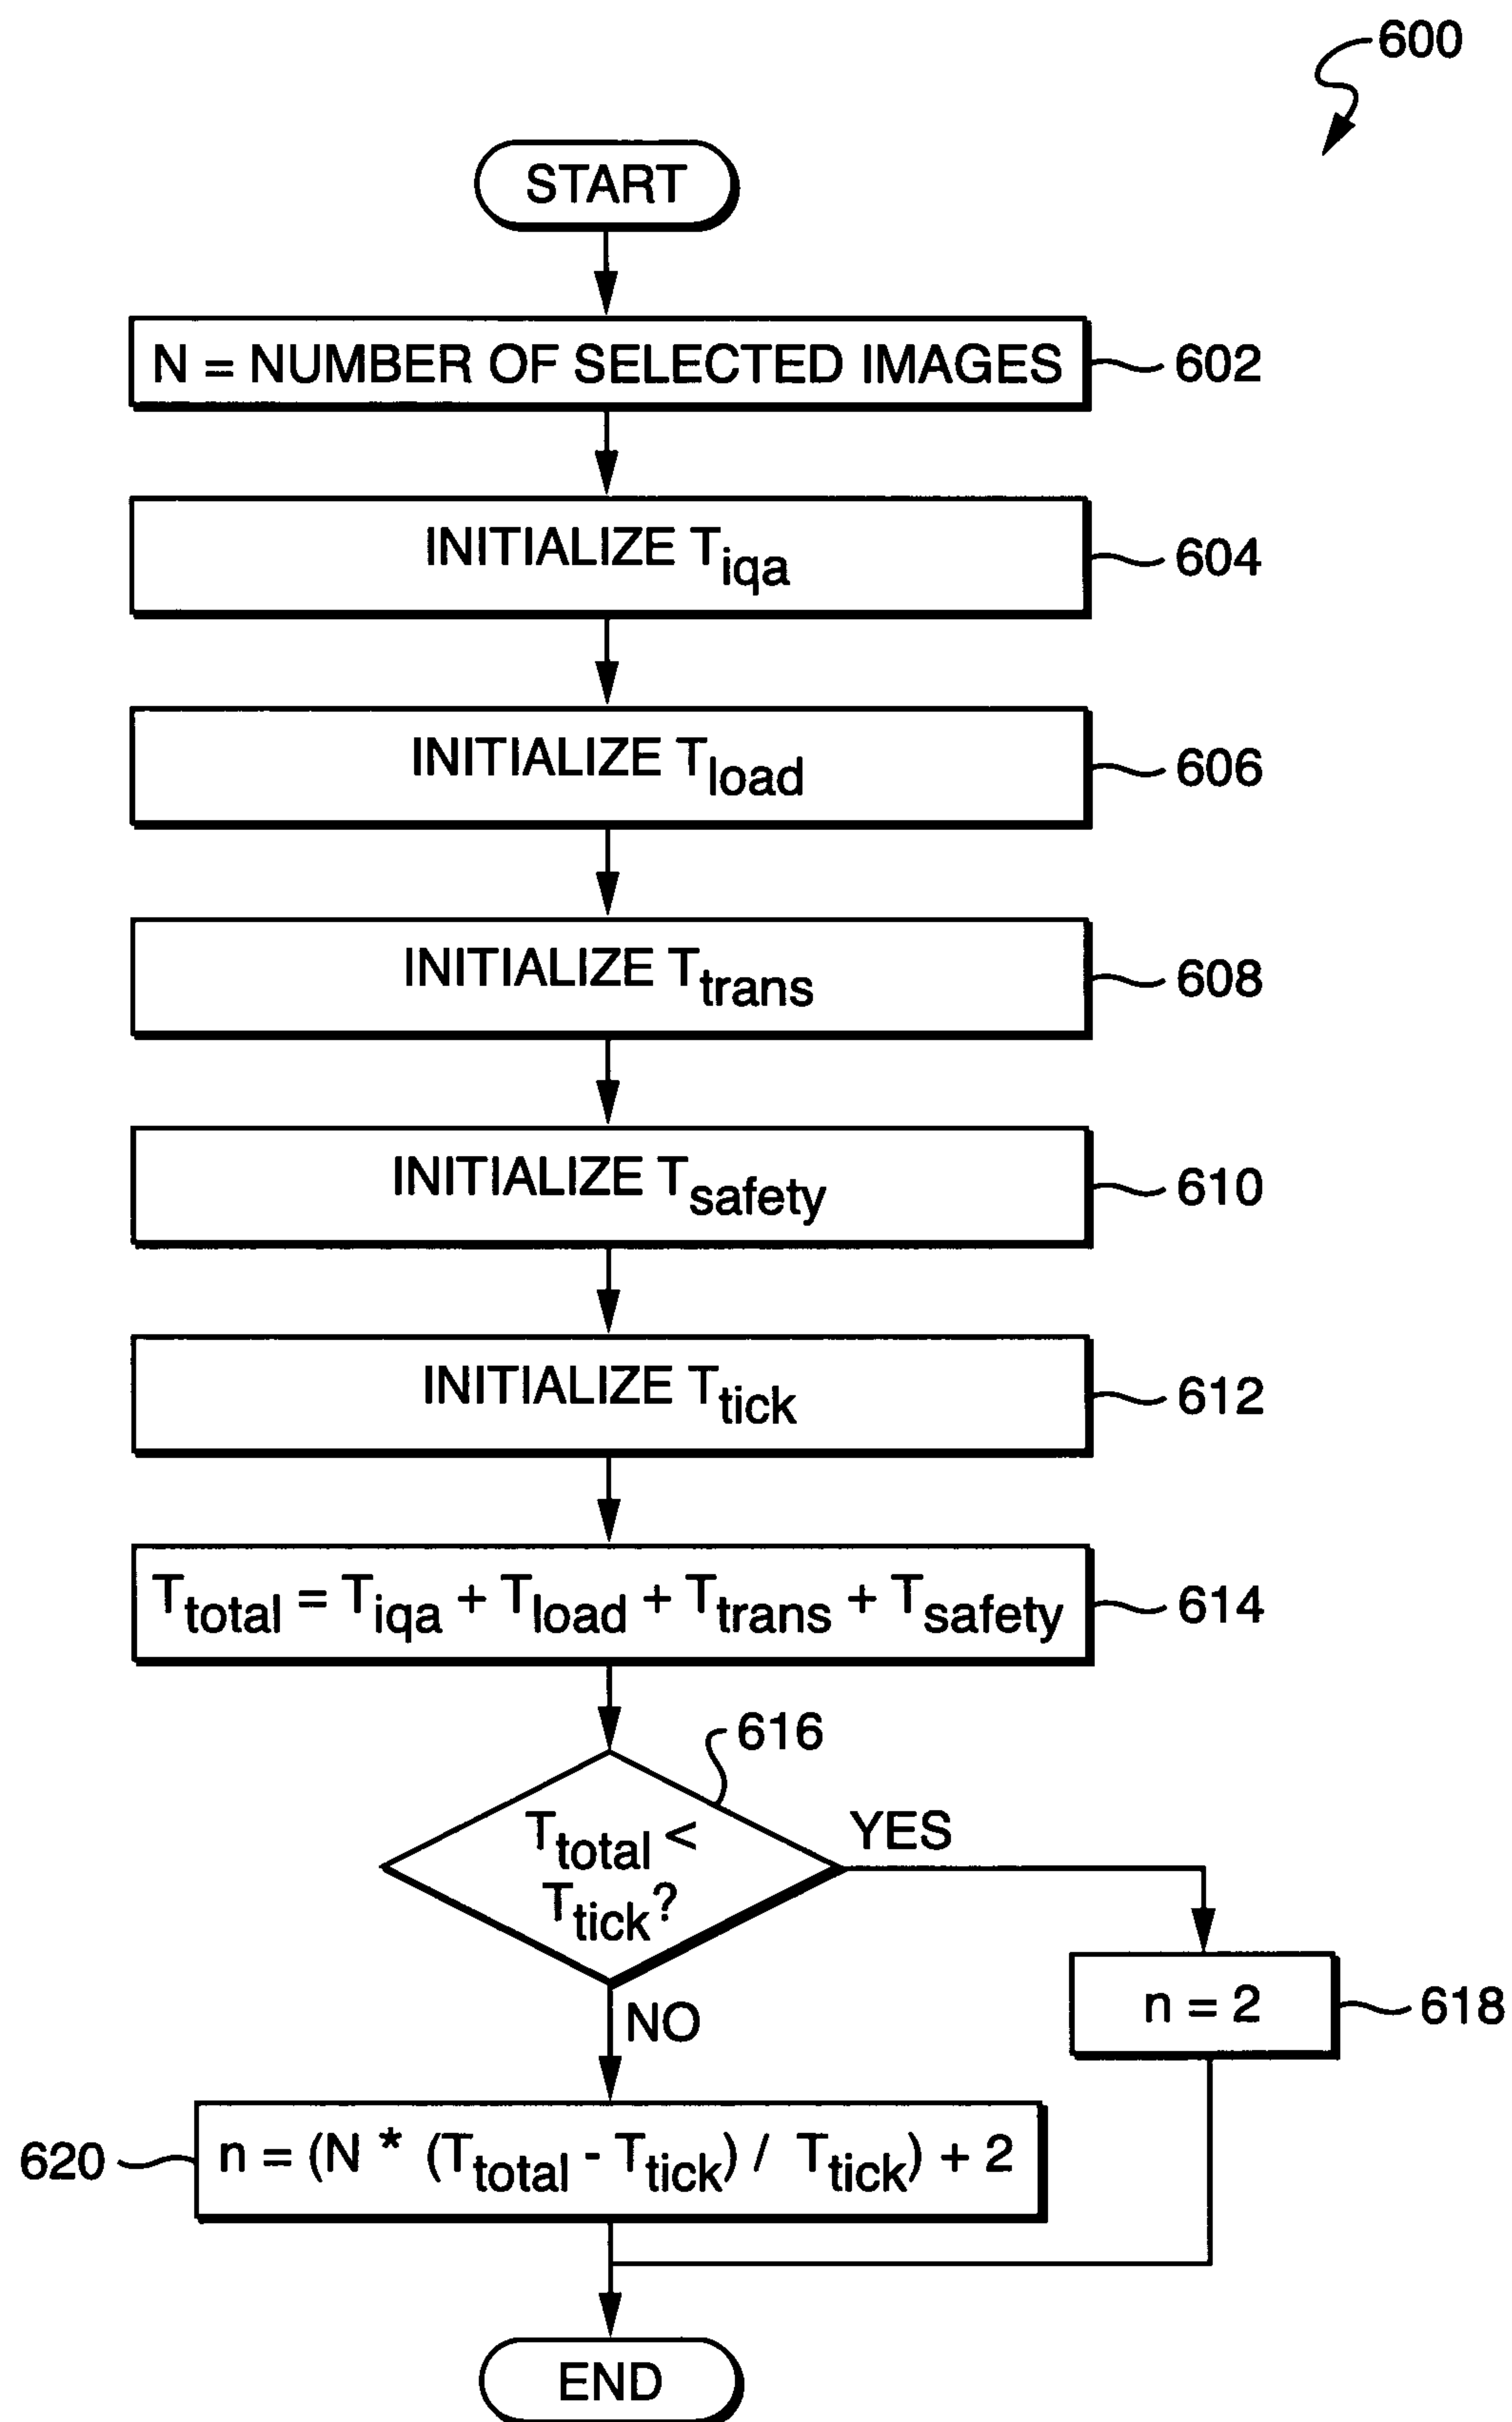 600
START
N = NUMBER OF SELECTED IMAGES
602
INITIALIZE Tiqa
604
INITIALIZE Tload
606
INITIALIZE Ttrans
608
INITIALIZE Tsafety
610
INITIALIZE Ttick
612
Ttotal = Tiqa + Tload + Ttrans + Tsafety
614
616
Ttotal <
Ttick?
YES
NO
n = 2
618
620
n = (N * (Ttotal - Ttick) / Ttick) + 2
END